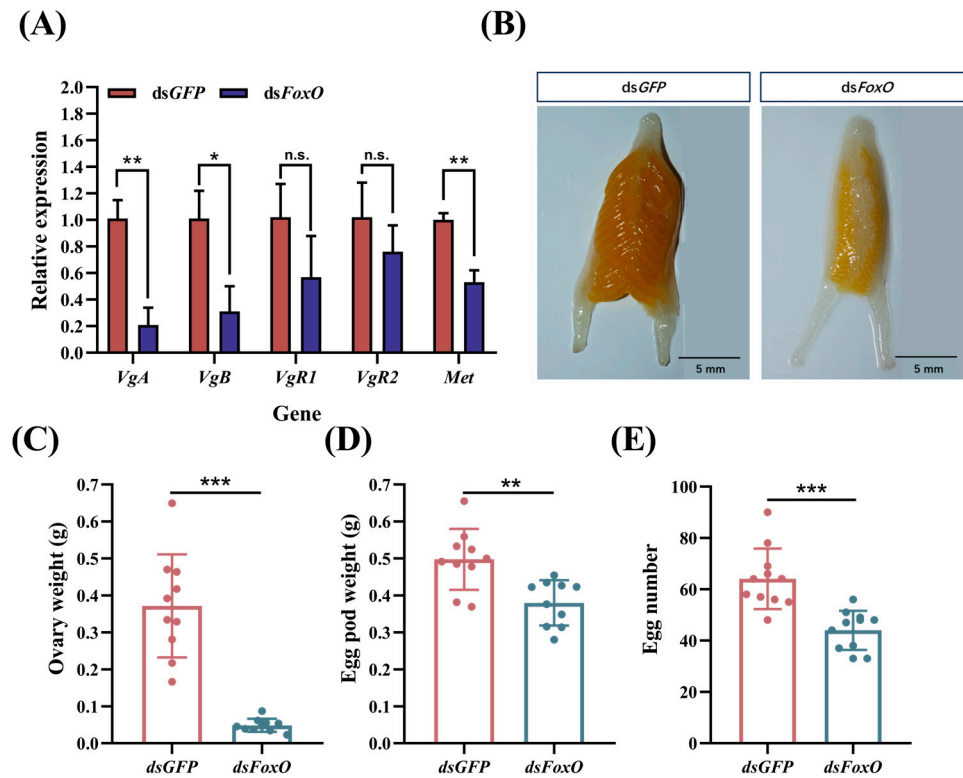 (A)
2.0
1.8
1.6
1.4
1.2
1.0
0.8
0.6
0.4
0.2
0.0
Relative expression
dsGFP dsFoxO
**
*
n.s.
n.s.
**
VgA VgB VgR1 VgR2 Met
Gene
(B)
dsGFP dsFoxO
5 mm 5 mm
(C)
0.7
0.6
0.5
0.4
0.3
0.2
0.1
0.0
Ovary weight (g)
***
dsGFP dsFoxO
(D)
0.7
0.6
0.5
0.4
0.3
0.2
0.1
0.0
Egg pod weight (g)
**
dsGFP dsFoxO
(E)
100
80
60
40
20
0
Egg number
***
dsGFP dsFoxO